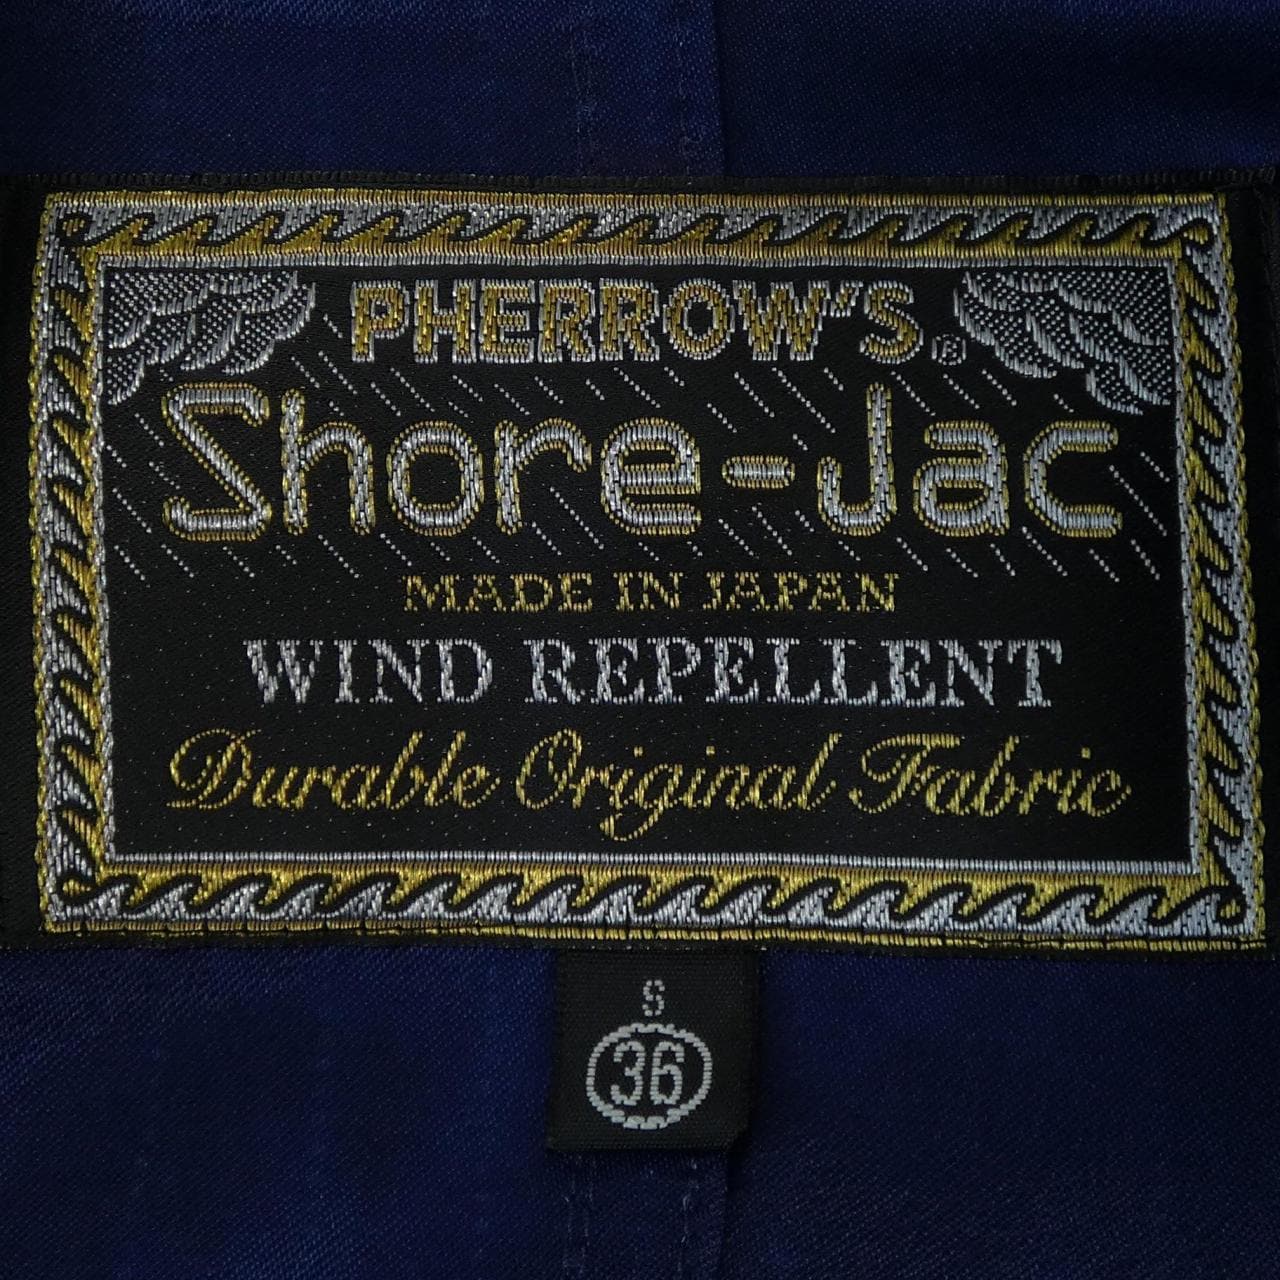 PHERROW'S®
Shore-Jac
MADE IN JAPAN
WIND REPELLENT
Durable Original Fabric
S
36